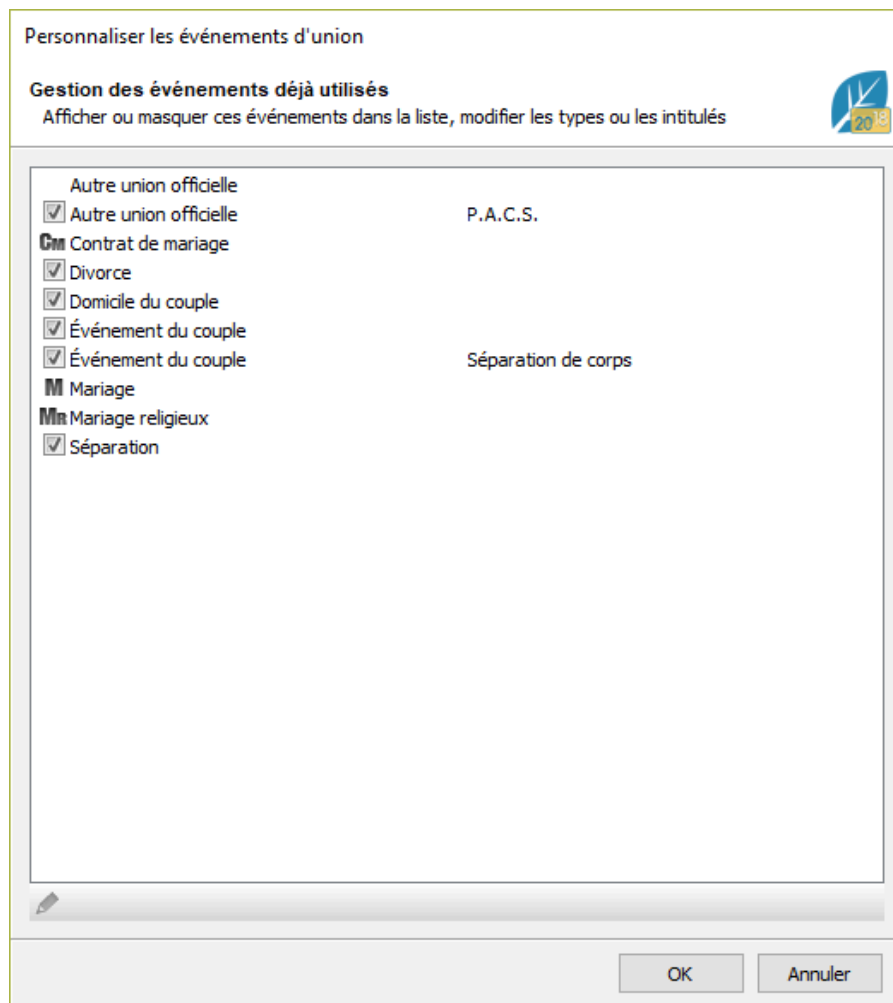 Personnaliser les événements d'union
Gestion des événements déjà utilisés
Afficher ou masquer ces événements dans la liste, modifier les types ou les intitulés
2018
Autre union officielle
Autre union officielle P.A.C.S.
CM Contrat de mariage
Divorce
Domicile du couple
Événement du couple
Événement du couple Séparation de corps
M Mariage
MR Mariage religieux
Séparation
OK Annuler